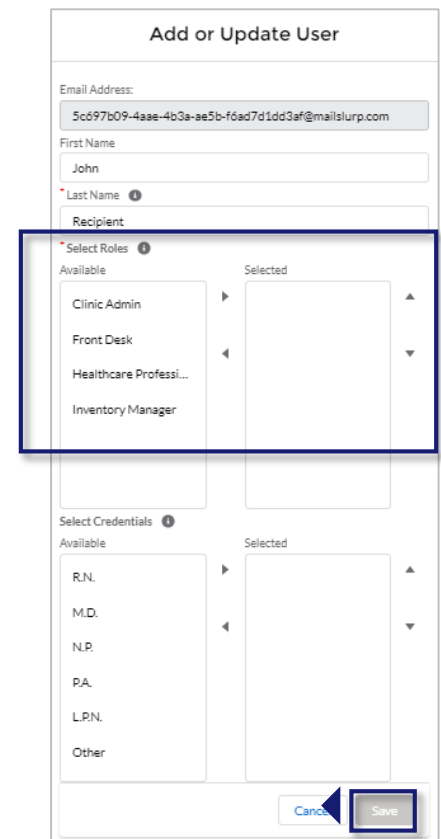 Add or Update User
Email Address:
5c697b09-4aae-4b3a-ae5b-f6ad7d1dd3af@mailslurp.com
First Name
John
* Last Name
Recipient
* Select Roles
Available Selected
Clinic Admin
Front Desk
Healthcare Professi...
Inventory Manager
Select Credentials
Available Selected
R.N.
M.D.
N.P.
P.A.
L.P.N.
Other
Save